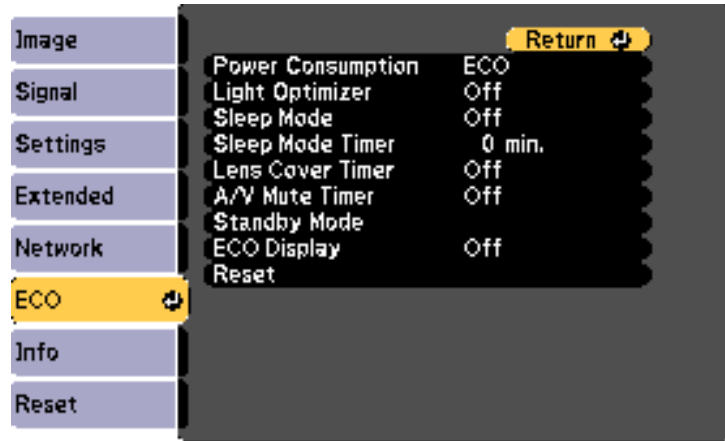 Image
Signal
Settings
Extended
Network
ECO
Info
Reset
Return
Power Consumption ECO
Light Optimizer Off
Sleep Mode Off
Sleep Mode Timer 0 min.
Lens Cover Timer Off
A/V Mute Timer Off
Standby Mode
ECO Display Off
Reset